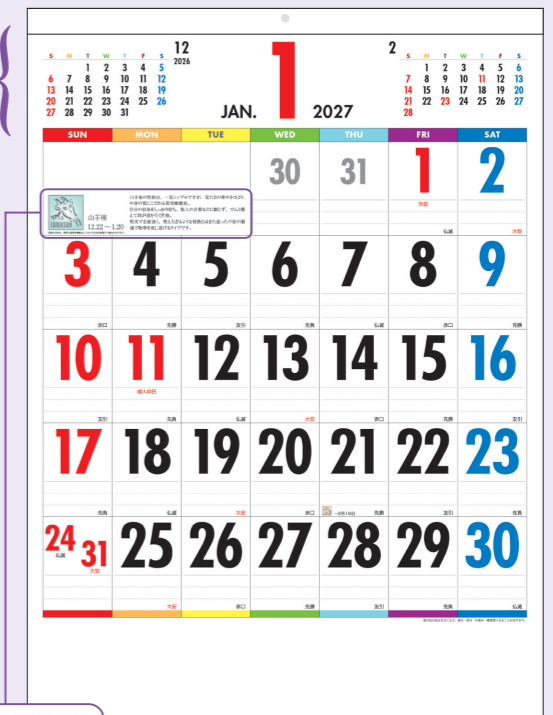 12
2026
S M T W T F S
1 2 3 4 5
6 7 8 9 10 11 12
13 14 15 16 17 18 19
20 21 22 23 24 25 26
27 28 29 30 31
JAN. 1 2027
2
S M T W T F S
1 2 3 4 5 6
7 8 9 10 11 12 13
14 15 16 17 18 19 20
21 22 23 24 25 26 27
28
SUN MON TUE WED THU FRI SAT
30 31 1 2
元旦
仏滅 大安
山羊座
12.22〜1.20
3 4 5 6 7 8 9
赤口 先勝 友引 先負 仏滅 赤口 先勝
10 11 12 13 14 15 16
成人の日
友引 先負 仏滅 大安 赤口 先勝 友引
17 18 19 20 21 22 23
先負 仏滅 大安 赤口 〜2月18日 先勝 友引 先負
24 31 25 26 27 28 29 30
仏滅 大安
大安 赤口 先勝 友引 先負 仏滅